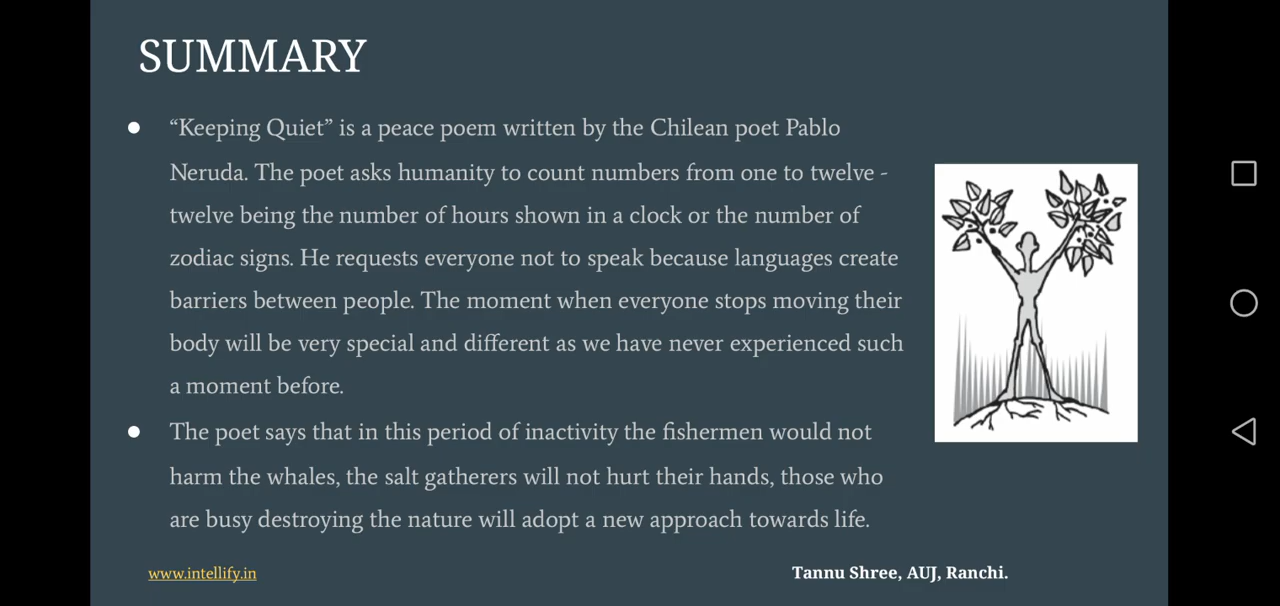 SUMMARY
● “Keeping Quiet” is a peace poem written by the Chilean poet Pablo
Neruda. The poet asks humanity to count numbers from one to twelve -
twelve being the number of hours shown in a clock or the number of
zodiac signs. He requests everyone not to speak because languages create
barriers between people. The moment when everyone stops moving their
body will be very special and different as we have never experienced such
a moment before.
● The poet says that in this period of inactivity the fishermen would not
harm the whales, the salt gatherers will not hurt their hands, those who
are busy destroying the nature will adopt a new approach towards life.
www.intellify.in
Tannu Shree, AUJ, Ranchi.